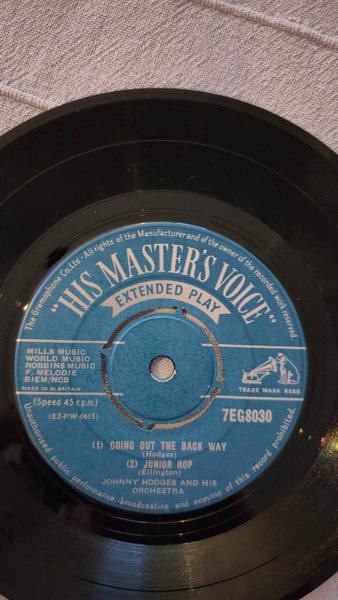 The Gramophone Co.Ltd.-All rights of the Manufacturer and of the owner of the recorded work reserved.
"HIS MASTER'S VOICE"
EXTENDED PLAY
MILLS MUSIC
WORLD MUSIC
ROBBINS MUSIC
F. MELODIE
BIEM/NCB
MADE IN GT. BRITAIN
TRADE MARK REGD
(Speed 45 r.p.m.)
7EG8030
(E2-PW-0615)
(1) GOING OUT THE BACK WAY
(Hodges)
(2) JUNIOR HOP
(Ellington)
JOHNNY HODGES AND HIS
ORCHESTRA
Unauthorised public performance, broadcasting and copying of this record prohibited.